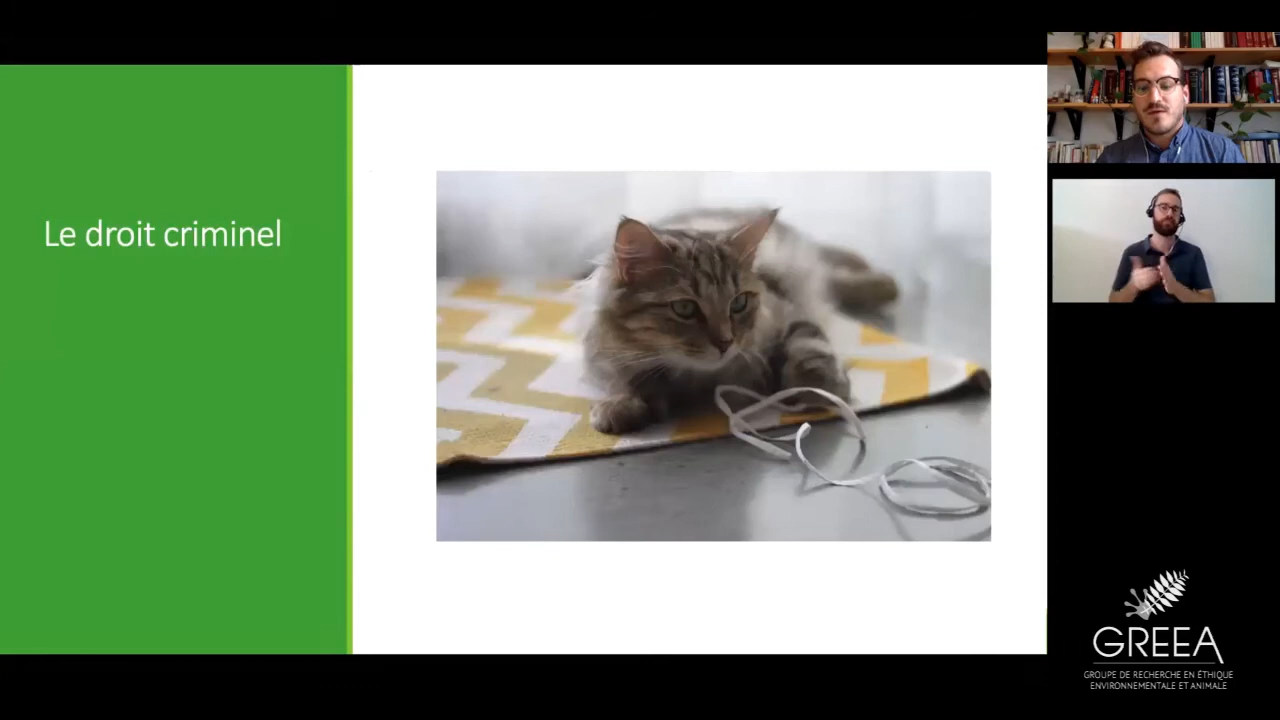 Le droit criminel
GREEA
GROUPE DE RECHERCHE EN ÉTHIQUE
ENVIRONNEMENTALE ET ANIMALE